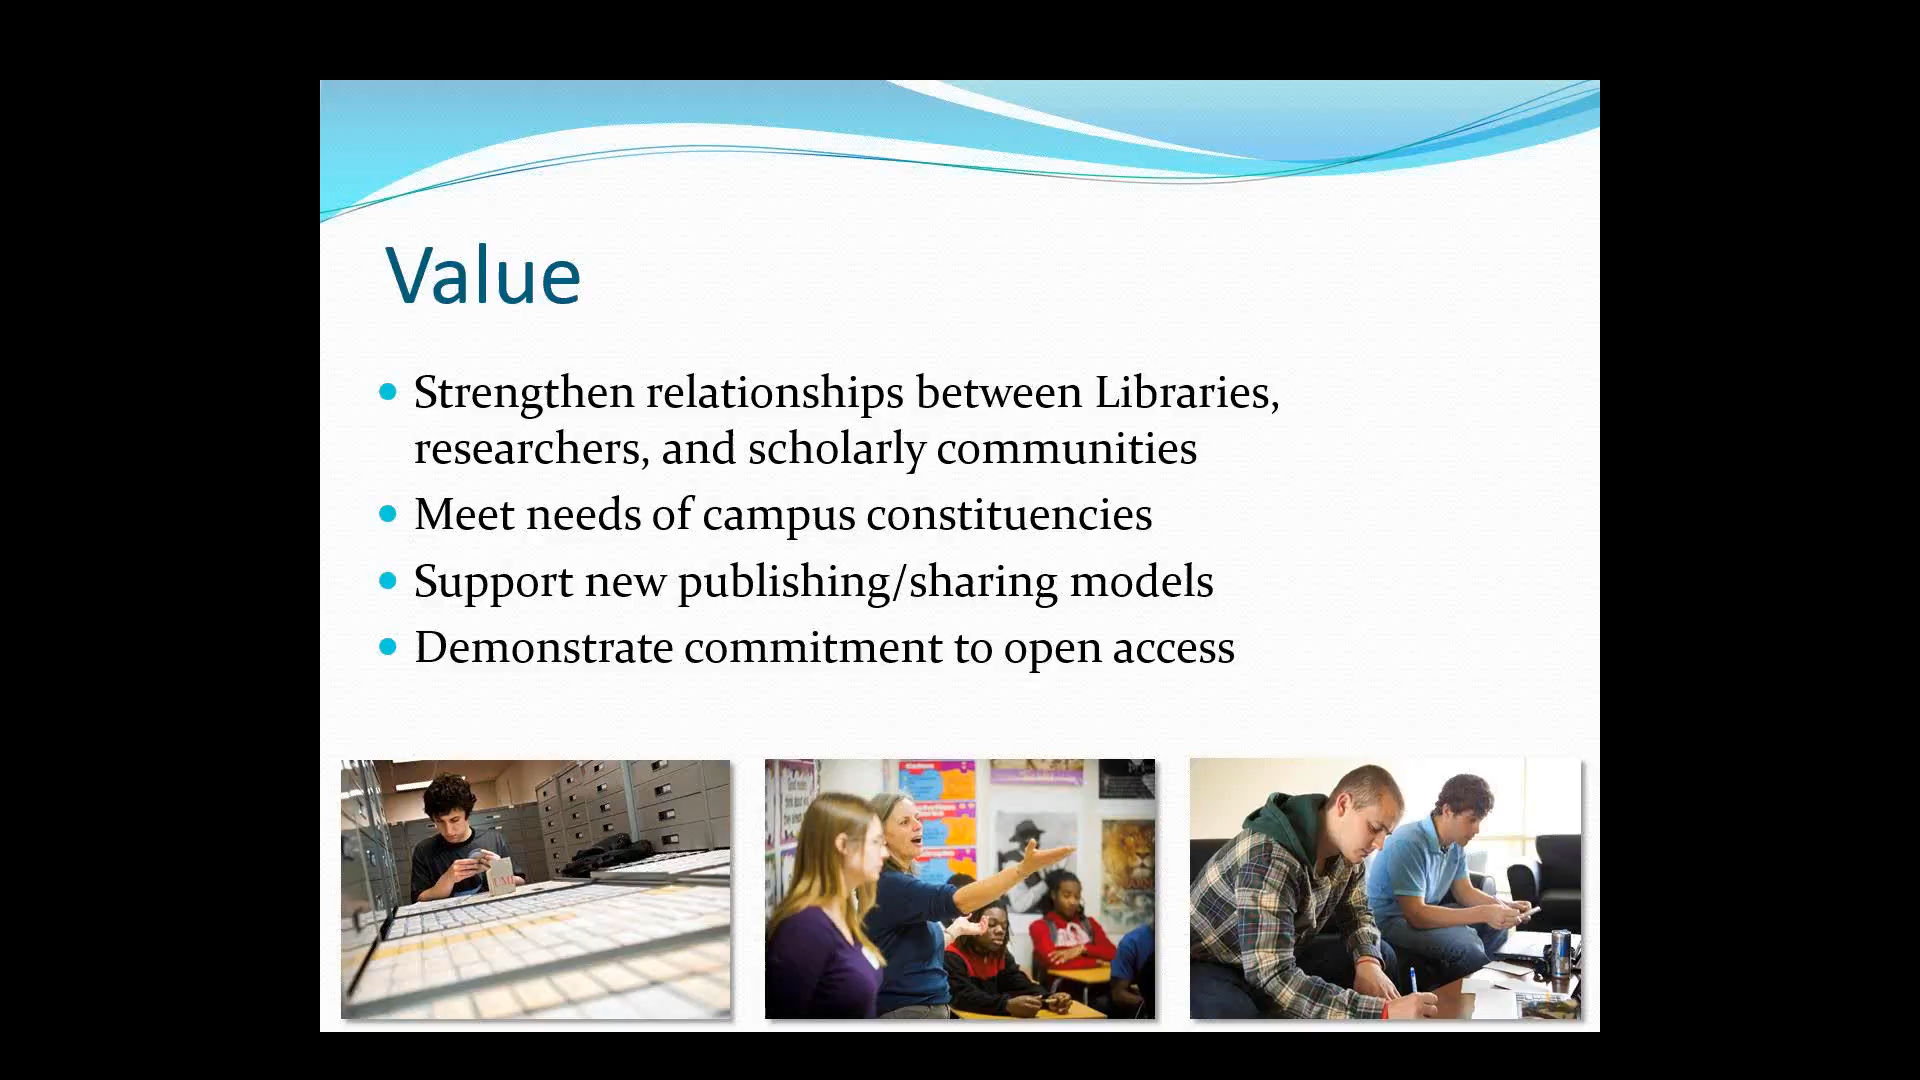 Value
• Strengthen relationships between Libraries,
researchers, and scholarly communities
• Meet needs of campus constituencies
• Support new publishing/sharing models
• Demonstrate commitment to open access